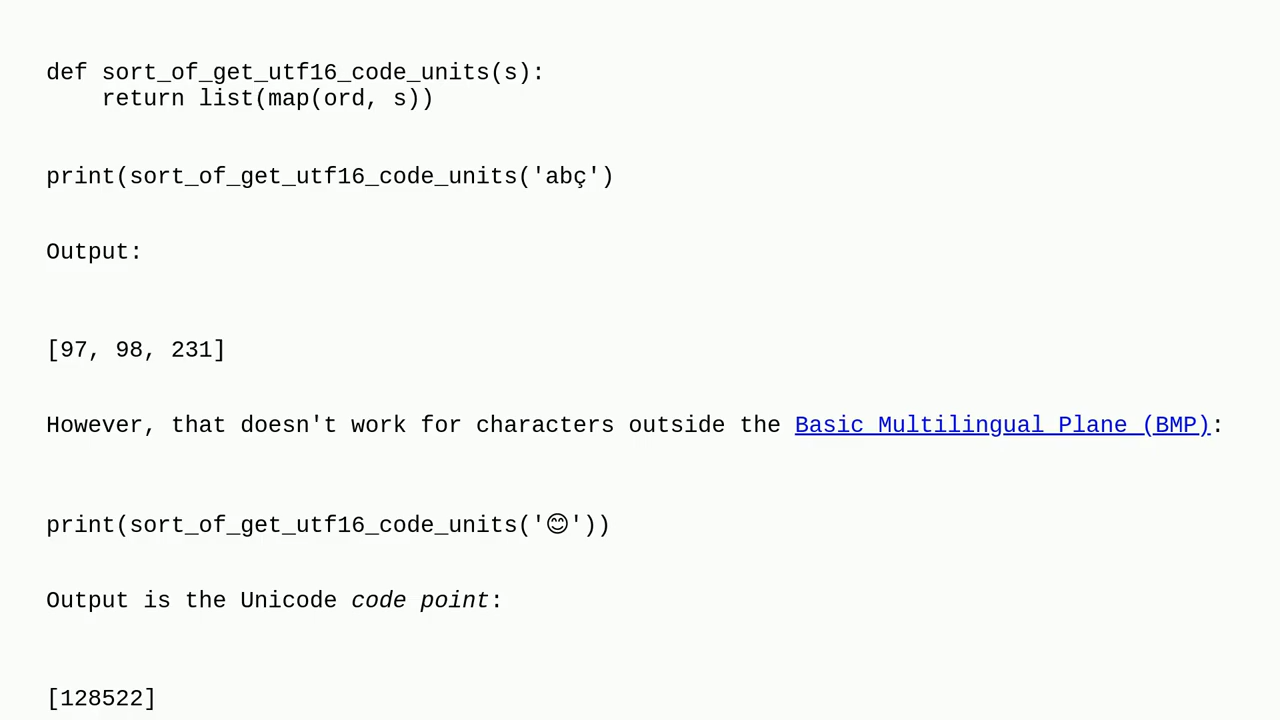 def sort_of_get_utf16_code_units(s):
    return list(map(ord, s))
print(sort_of_get_utf16_code_units('abç')
Output:
[97, 98, 231]
However, that doesn't work for characters outside the Basic Multilingual Plane (BMP):
print(sort_of_get_utf16_code_units('😊'))
Output is the Unicode code point:
[128522]